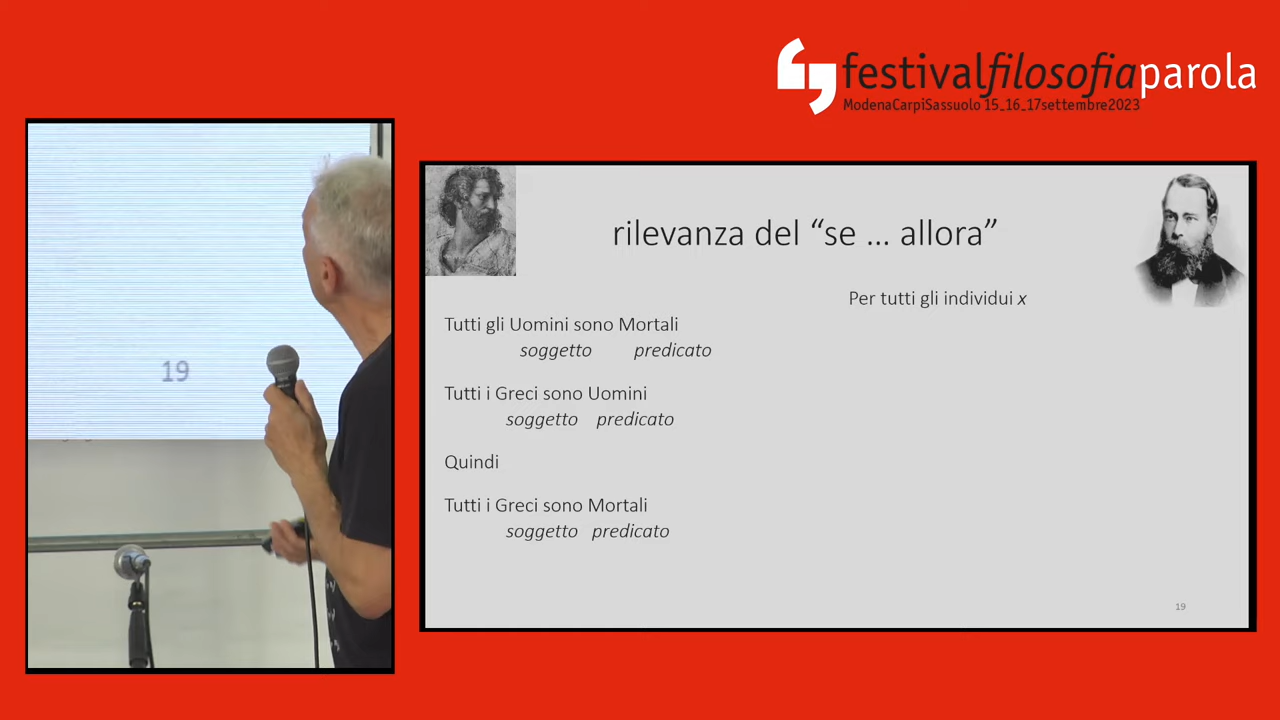 festivalfilosofiaparola
ModenaCarpiSassuolo 15_16_17settembre2023
19
rilevanza del “se ... allora”
Per tutti gli individui x
Tutti gli Uomini sono Mortali
soggetto predicato
Tutti i Greci sono Uomini
soggetto predicato
Quindi
Tutti i Greci sono Mortali
soggetto predicato
19